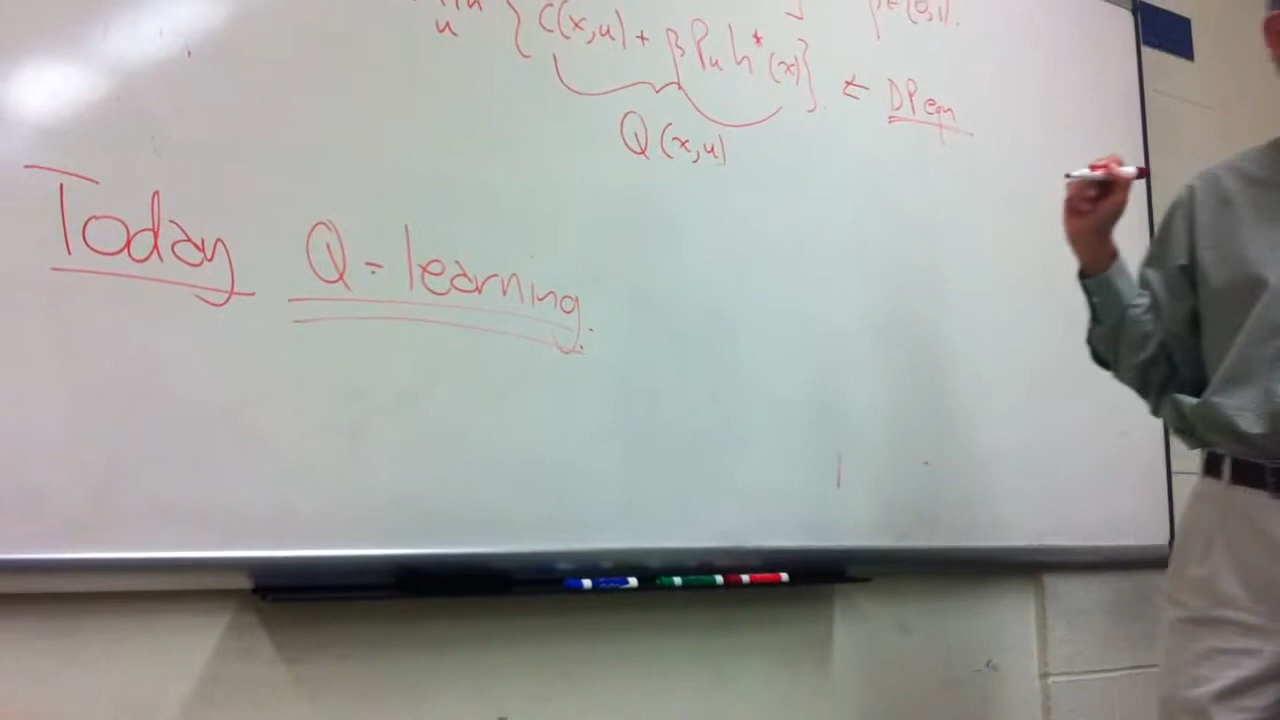 u { C(x,u) + βP_u h*(x)} ← DP eqn
Q(x,u)
Today Q-learning.